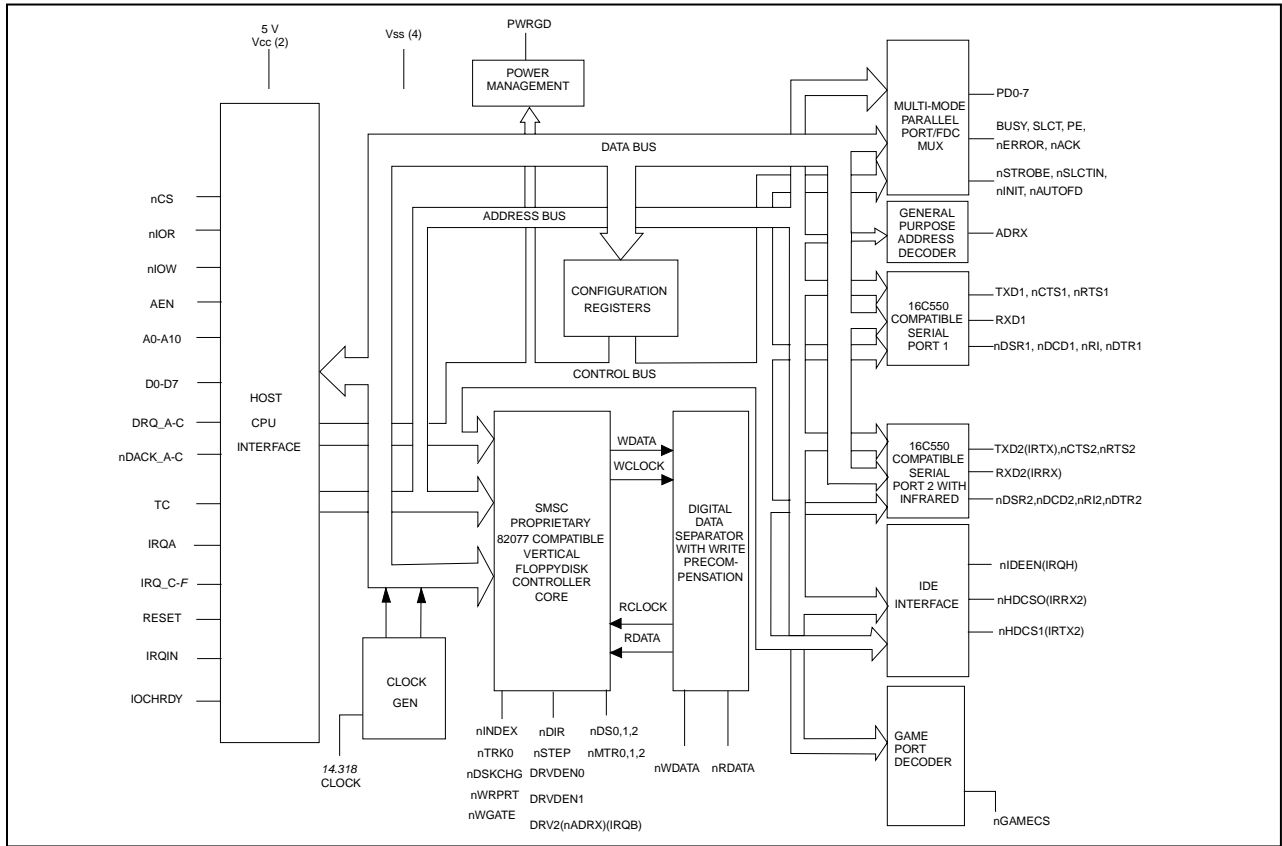 5 V
Vcc (2)
Vss (4)
PWRGD
POWER
MANAGEMENT
DATA BUS
ADDRESS BUS
CONFIGURATION
REGISTERS
CONTROL BUS
nCS
nIOR
nIOW
AEN
A0-A10
D0-D7
DRQ_A-C
nDACK_A-C
TC
IRQA
IRQ_C-F
RESET
IRQIN
IOCHRDY
HOST
CPU
INTERFACE
CLOCK
GEN
14.318
CLOCK
SMSC
PROPRIETARY
82077 COMPATIBLE
VERTICAL
FLOPPYDISK
CONTROLLER
CORE
WDATA
WCLOCK
RCLOCK
RDATA
DIGITAL
DATA
SEPARATOR
WITH WRITE
PRECOM-
PENSATION
nINDEX
nTRK0
nDSKCHG
nWRPRT
nWGATE
nDIR
nSTEP
DRVDEN0
DRVDEN1
DRV2(nADRX)(IRQB)
nDS0,1,2
nMTR0,1,2
nWDATA
nRDATA
MULTI-MODE
PARALLEL
PORT/FDC
MUX
PD0-7
BUSY, SLCT, PE,
nERROR, nACK
nSTROBE, nSLCTIN,
nINIT, nAUTOFD
GENERAL
PURPOSE
ADDRESS
DECODER
ADRX
16C550
COMPATIBLE
SERIAL
PORT 1
TXD1, nCTS1, nRTS1
RXD1
nDSR1, nDCD1, nRI, nDTR1
16C550
COMPATIBLE
SERIAL
PORT 2 WITH
INFRARED
TXD2(IRTX),nCTS2,nRTS2
RXD2(IRRX)
nDSR2,nDCD2,nRI2,nDTR2
IDE
INTERFACE
nIDEEN(IRQH)
nHDCSO(IRRX2)
nHDCS1(IRTX2)
GAME
PORT
DECODER
nGAMECS